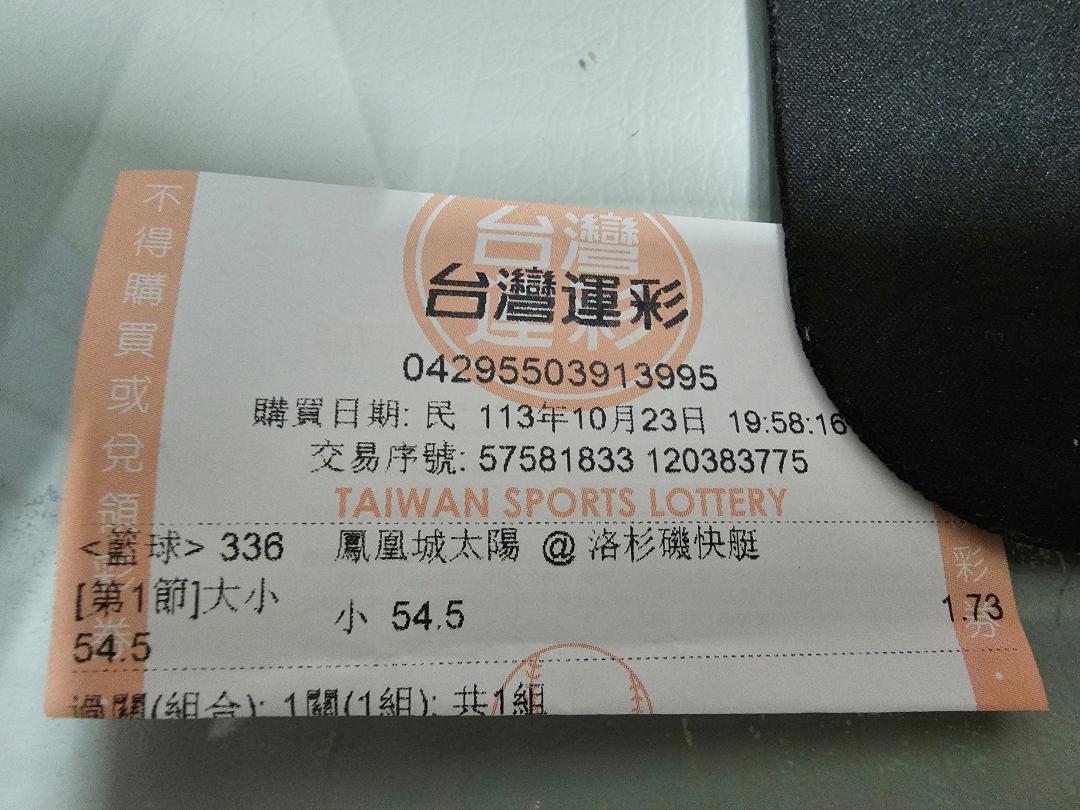 台灣運彩
台灣運彩
04295503913995
購買日期: 民 113年10月23日 19:58:16
交易序號: 57581833 120383775
TAIWAN SPORTS LOTTERY
<籃球> 336 鳳凰城太陽 @ 洛杉磯快艇
[第1節]大小 小 54.5 1.73
54.5
過關(組合): 1關(1組); 共1組
不得購買或兌領彩券
彩券.